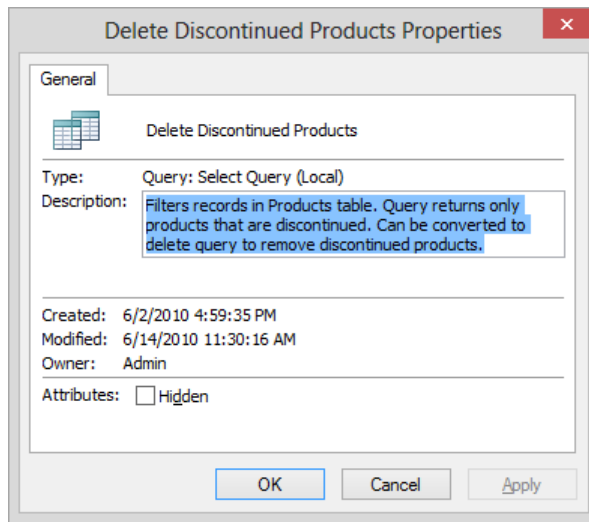 Delete Discontinued Products Properties
General
Delete Discontinued Products
Type: Query: Select Query (Local)
Description: Filters records in Products table. Query returns only
products that are discontinued. Can be converted to
delete query to remove discontinued products.
Created: 6/2/2010 4:59:35 PM
Modified: 6/14/2010 11:30:16 AM
Owner: Admin
Attributes: Hidden
OK Cancel Apply